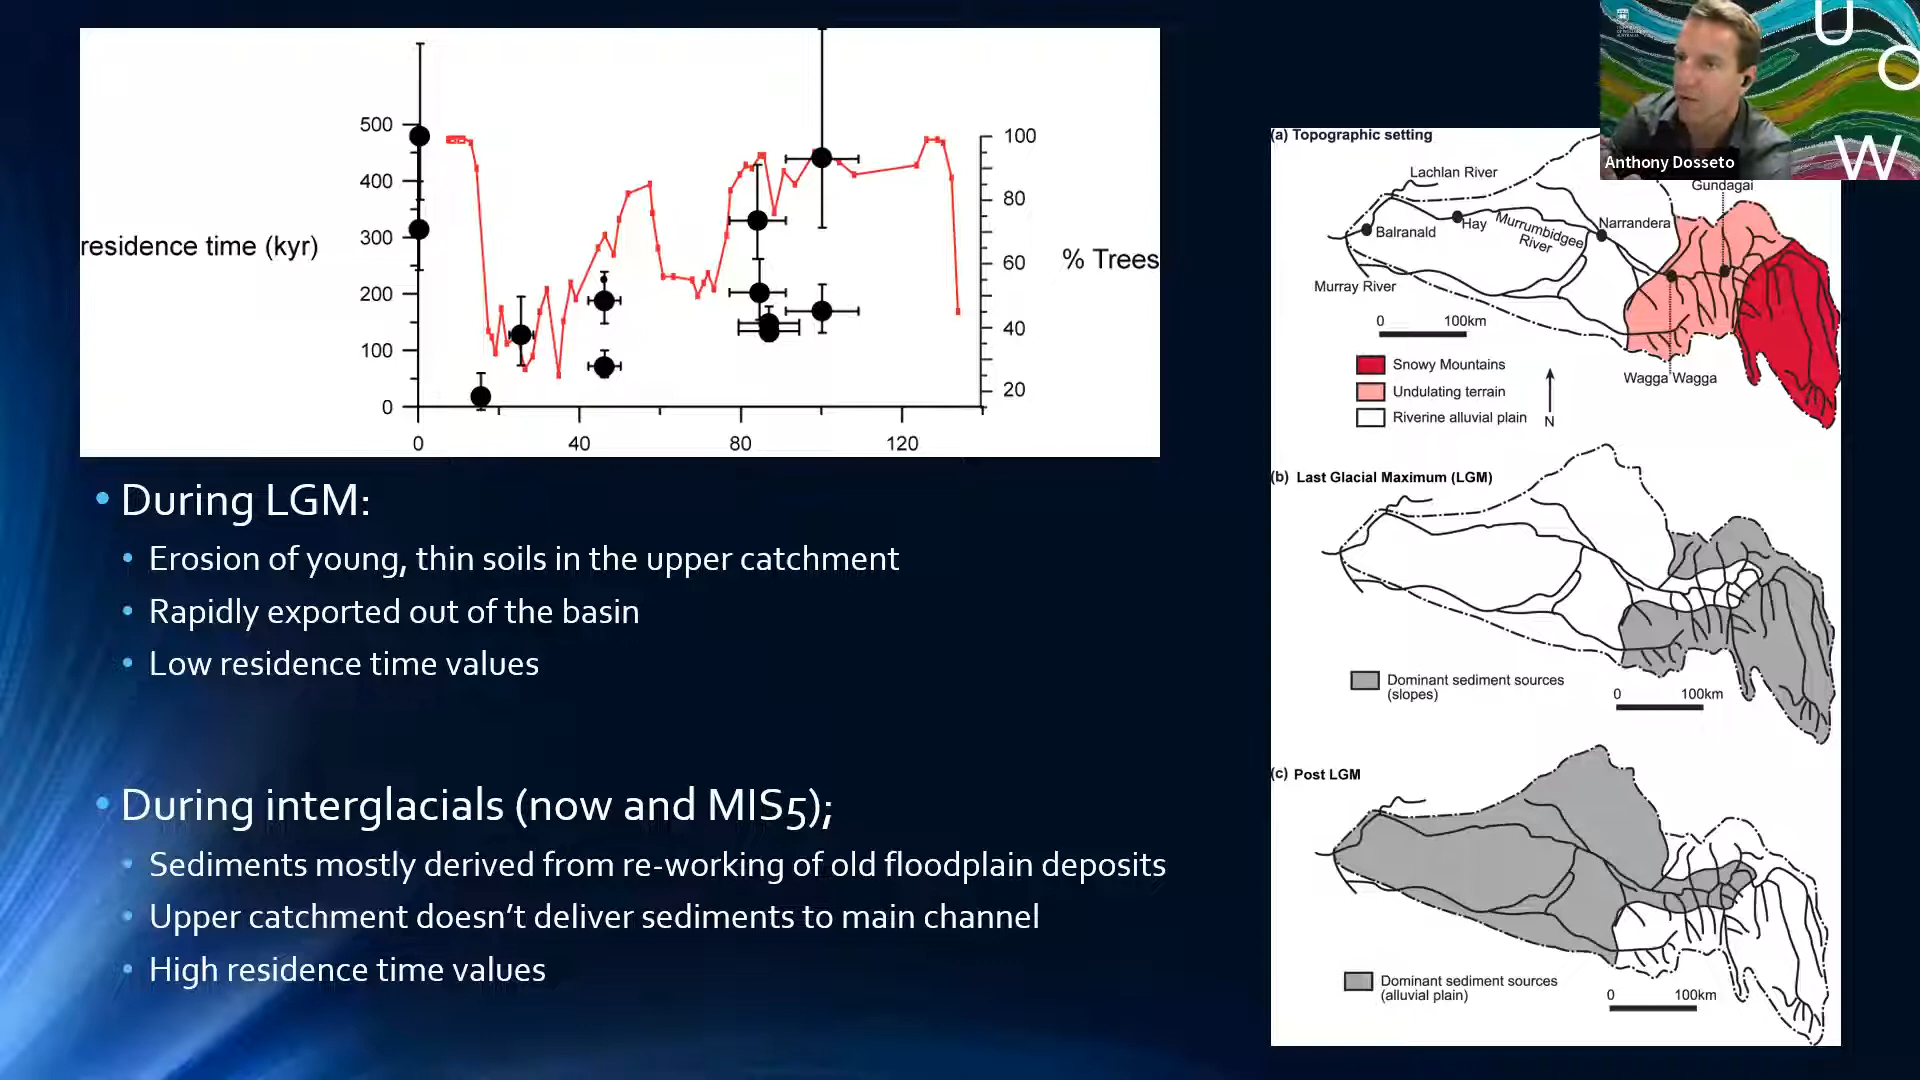 500
400
300
200
100
0
residence time (kyr)
0
40
80
120
100
80
60
40
20
% Trees
• During LGM:
• Erosion of young, thin soils in the upper catchment
• Rapidly exported out of the basin
• Low residence time values
• During interglacials (now and MIS5);
• Sediments mostly derived from re-working of old floodplain deposits
• Upper catchment doesn't deliver sediments to main channel
• High residence time values
U
O
W
Anthony Dosseto
(a) Topographic setting
Lachlan River
Gundagai
Balranald
Hay
Murrumbidgee
River
Narrandera
Murray River
0 100km
Snowy Mountains
Undulating terrain
Riverine alluvial plain
N
Wagga Wagga
(b) Last Glacial Maximum (LGM)
Dominant sediment sources
(slopes)
0 100km
(c) Post LGM
Dominant sediment sources
(alluvial plain)
0 100km